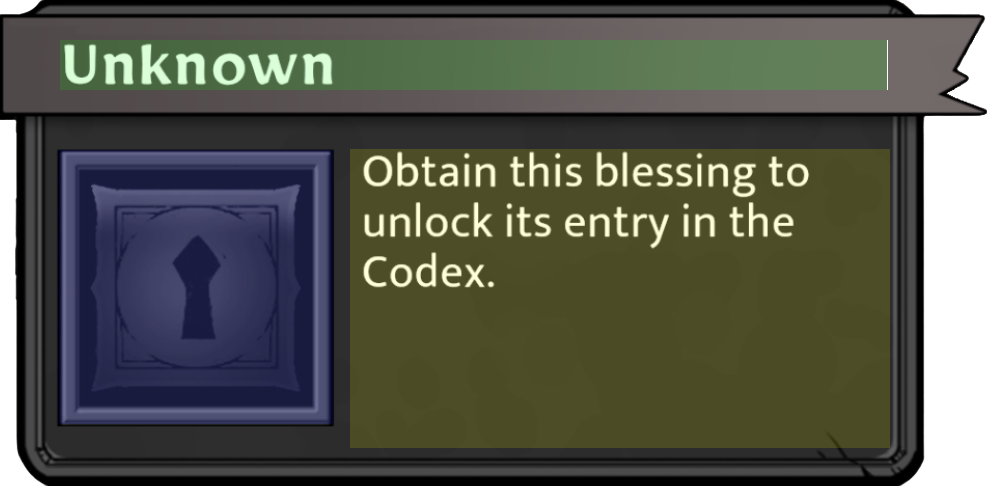 Unknown
Obtain this blessing to
unlock its entry in the
Codex.